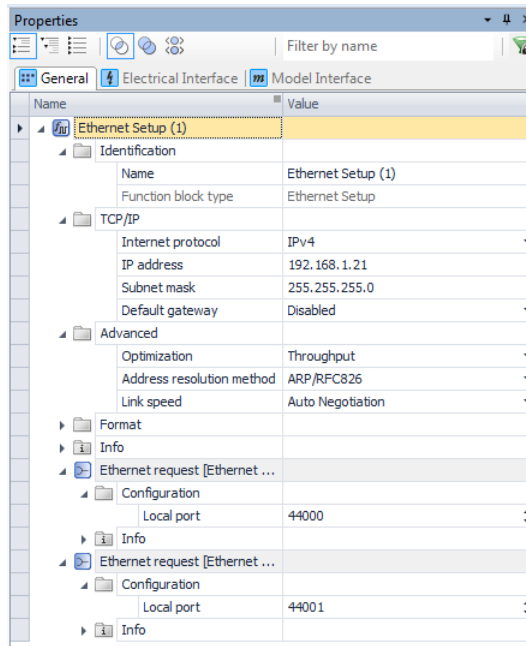 Properties
Filter by name
General Electrical Interface m Model Interface
Name Value
Ethernet Setup (1)
Identification
Name Ethernet Setup (1)
Function block type Ethernet Setup
TCP/IP
Internet protocol IPv4
IP address 192.168.1.21
Subnet mask 255.255.255.0
Default gateway Disabled
Advanced
Optimization Throughput
Address resolution method ARP/RFC826
Link speed Auto Negotiation
Format
Info
Ethernet request [Ethernet ...
Configuration
Local port 44000
Info
Ethernet request [Ethernet ...
Configuration
Local port 44001
Info